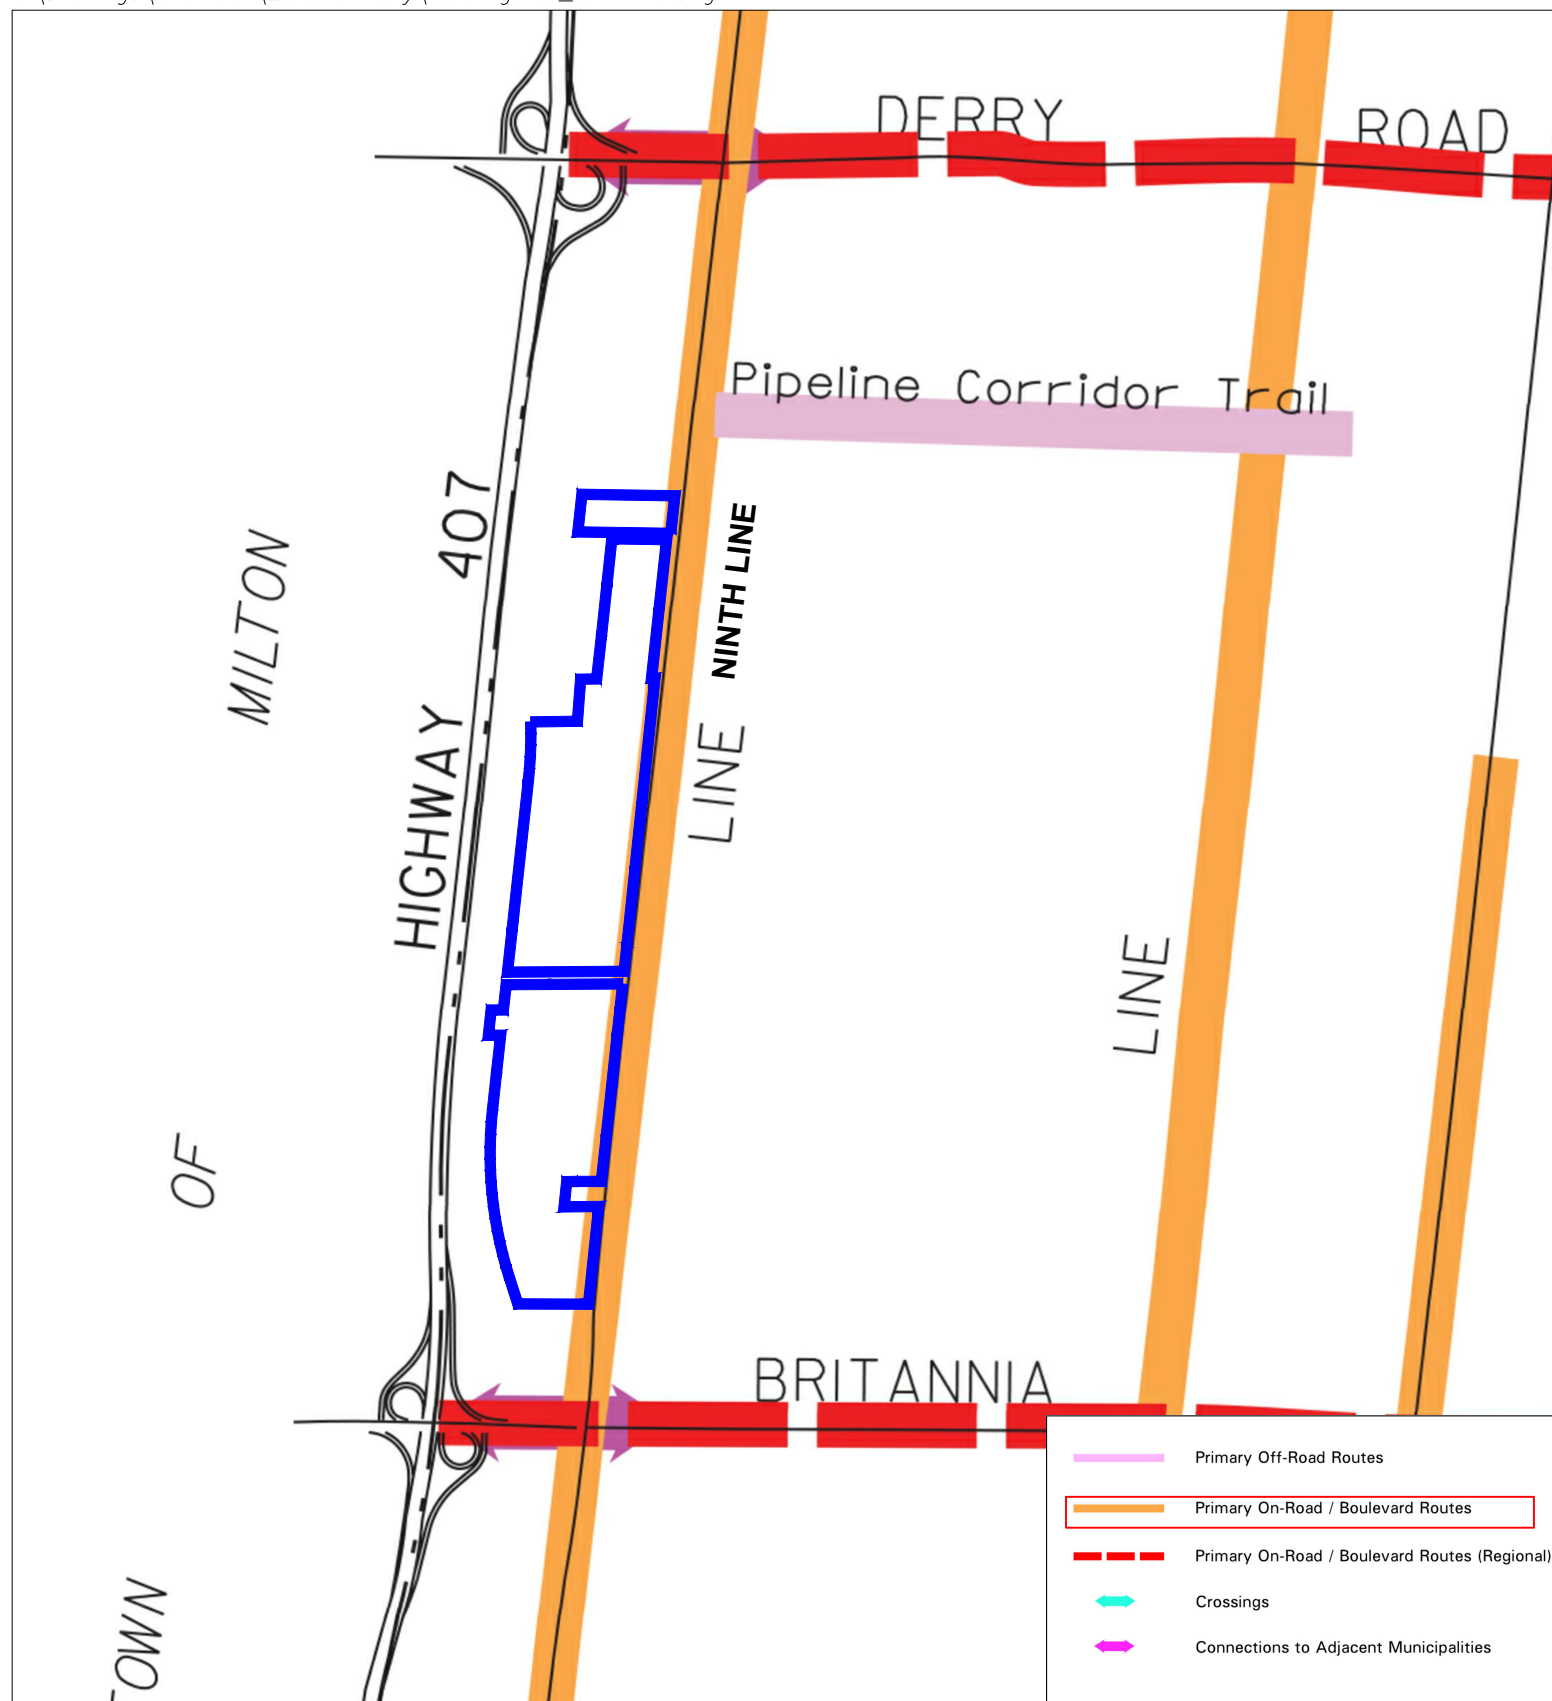 DERRY ROAD
Pipeline Corridor Trail
HIGHWAY 407
NINTH LINE
LINE
LINE
TOWN OF MILTON
BRITANNIA
Primary Off-Road Routes
Primary On-Road / Boulevard Routes
Primary On-Road / Boulevard Routes (Regional)
Crossings
Connections to Adjacent Municipalities